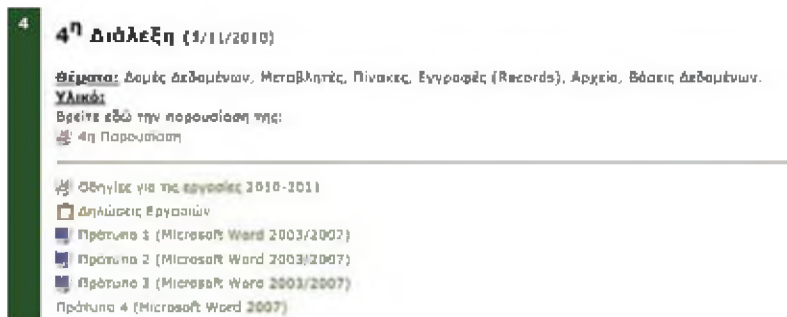 4
4η Διάλεξη (1/11/2010)
Θέματα: Δομές Δεδομένων, Μεταβλητές, Πίνακες, Εγγραφές (Records), Αρχεία, Βάσεις Δεδομένων.
Υλικό:
Βρείτε εδώ την παρουσίαση της:
4η Παρουσίαση
Οδηγίες για τις εργασίες 2010-2011
Δηλώσεις Εργασιών
Πρότυπο 1 (Microsoft Word 2003/2007)
Πρότυπο 2 (Microsoft Word 2003/2007)
Πρότυπο 3 (Microsoft Word 2003/2007)
Πρότυπο 4 (Microsoft Word 2007)